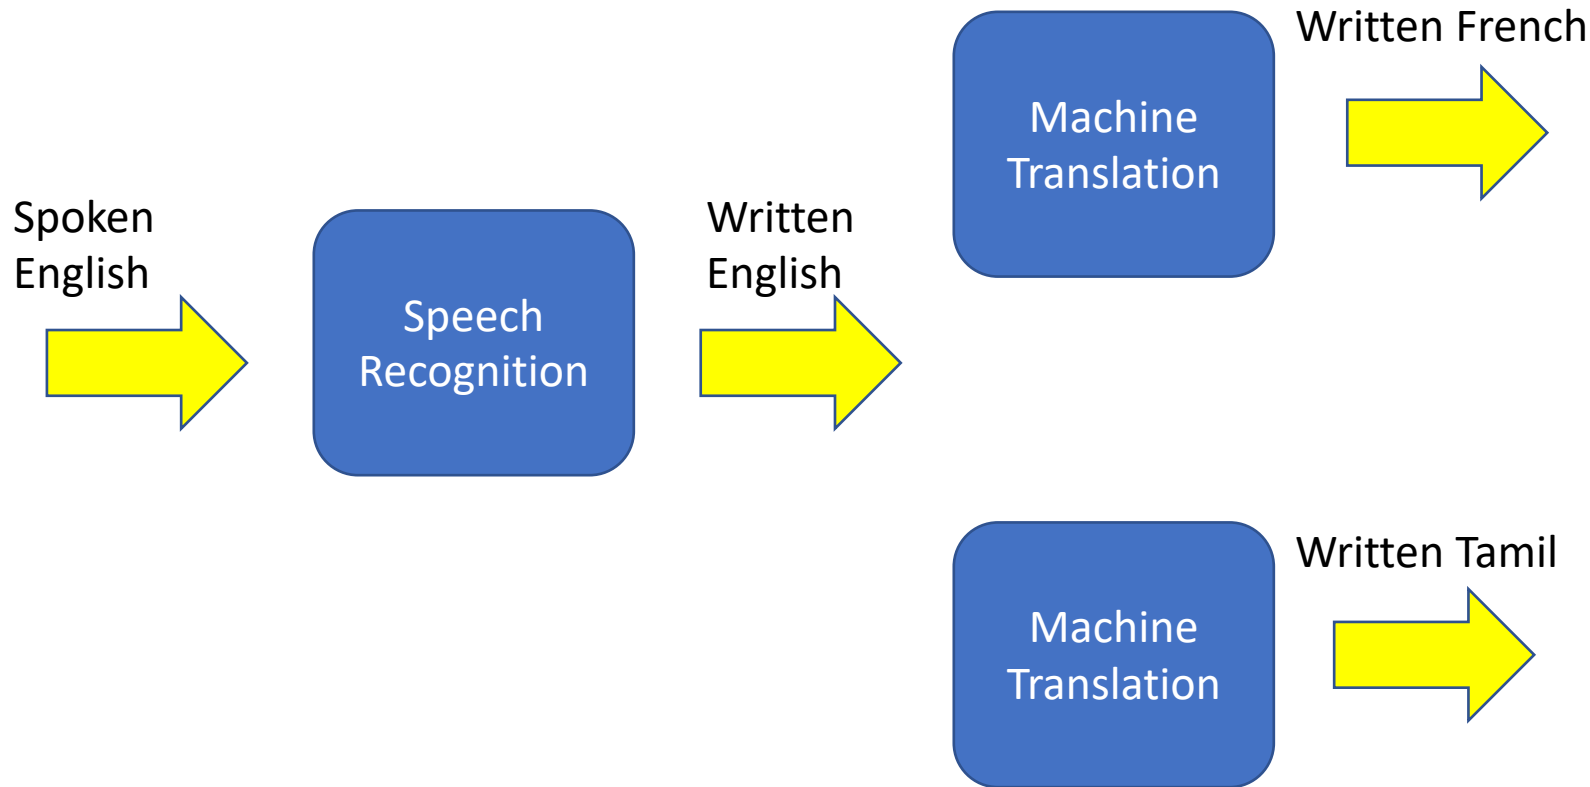 Spoken
English
Speech
Recognition
Written
English
Machine
Translation
Written French
Machine
Translation
Written Tamil